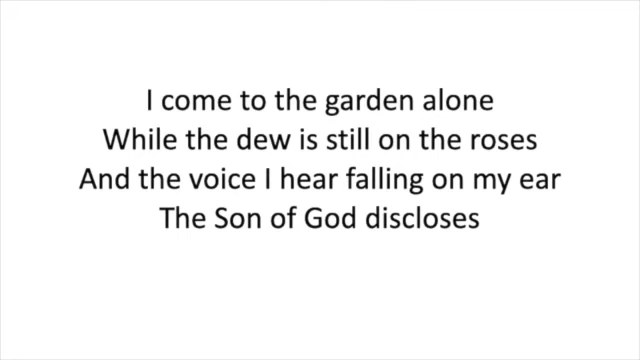 I come to the garden alone
While the dew is still on the roses
And the voice I hear falling on my ear
The Son of God discloses